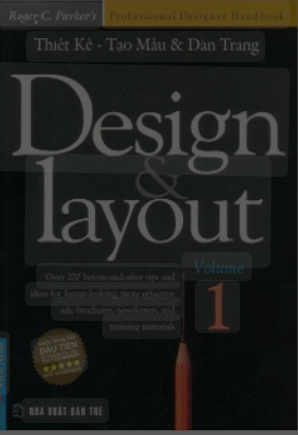 Roger C. Parker's Professional Designer Handbook
Thiết Kế - Tạo Mẫu & Dàn Trang
Design
&
layout
Volume
1
Over 200 before-and-after tips and
ideas for better-looking, more effective
ads, brochures, newsletters, and
training materials
ĐẦU TIÊN
NHÀ XUẤT BẢN TRẺ